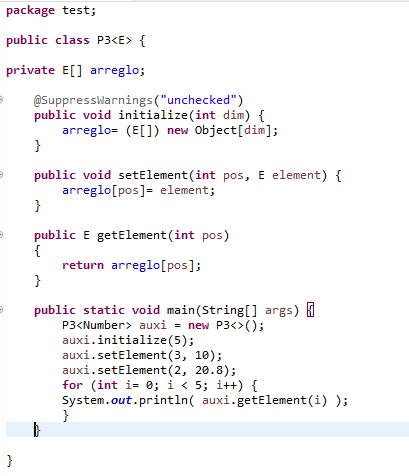 package test;
public class P3<E> {
private E[] arreglo;
@SuppressWarnings("unchecked")
public void initialize(int dim) {
arreglo= (E[]) new Object[dim];
}
public void setElement(int pos, E element) {
arreglo[pos]= element;
}
public E getElement(int pos)
{
return arreglo[pos];
}
public static void main(String[] args) {
P3<Number> auxi = new P3<>();
auxi.initialize(5);
auxi.setElement(3, 10);
auxi.setElement(2, 20.8);
for (int i= 0; i < 5; i++) {
System.out.println( auxi.getElement(i) );
}
}
}